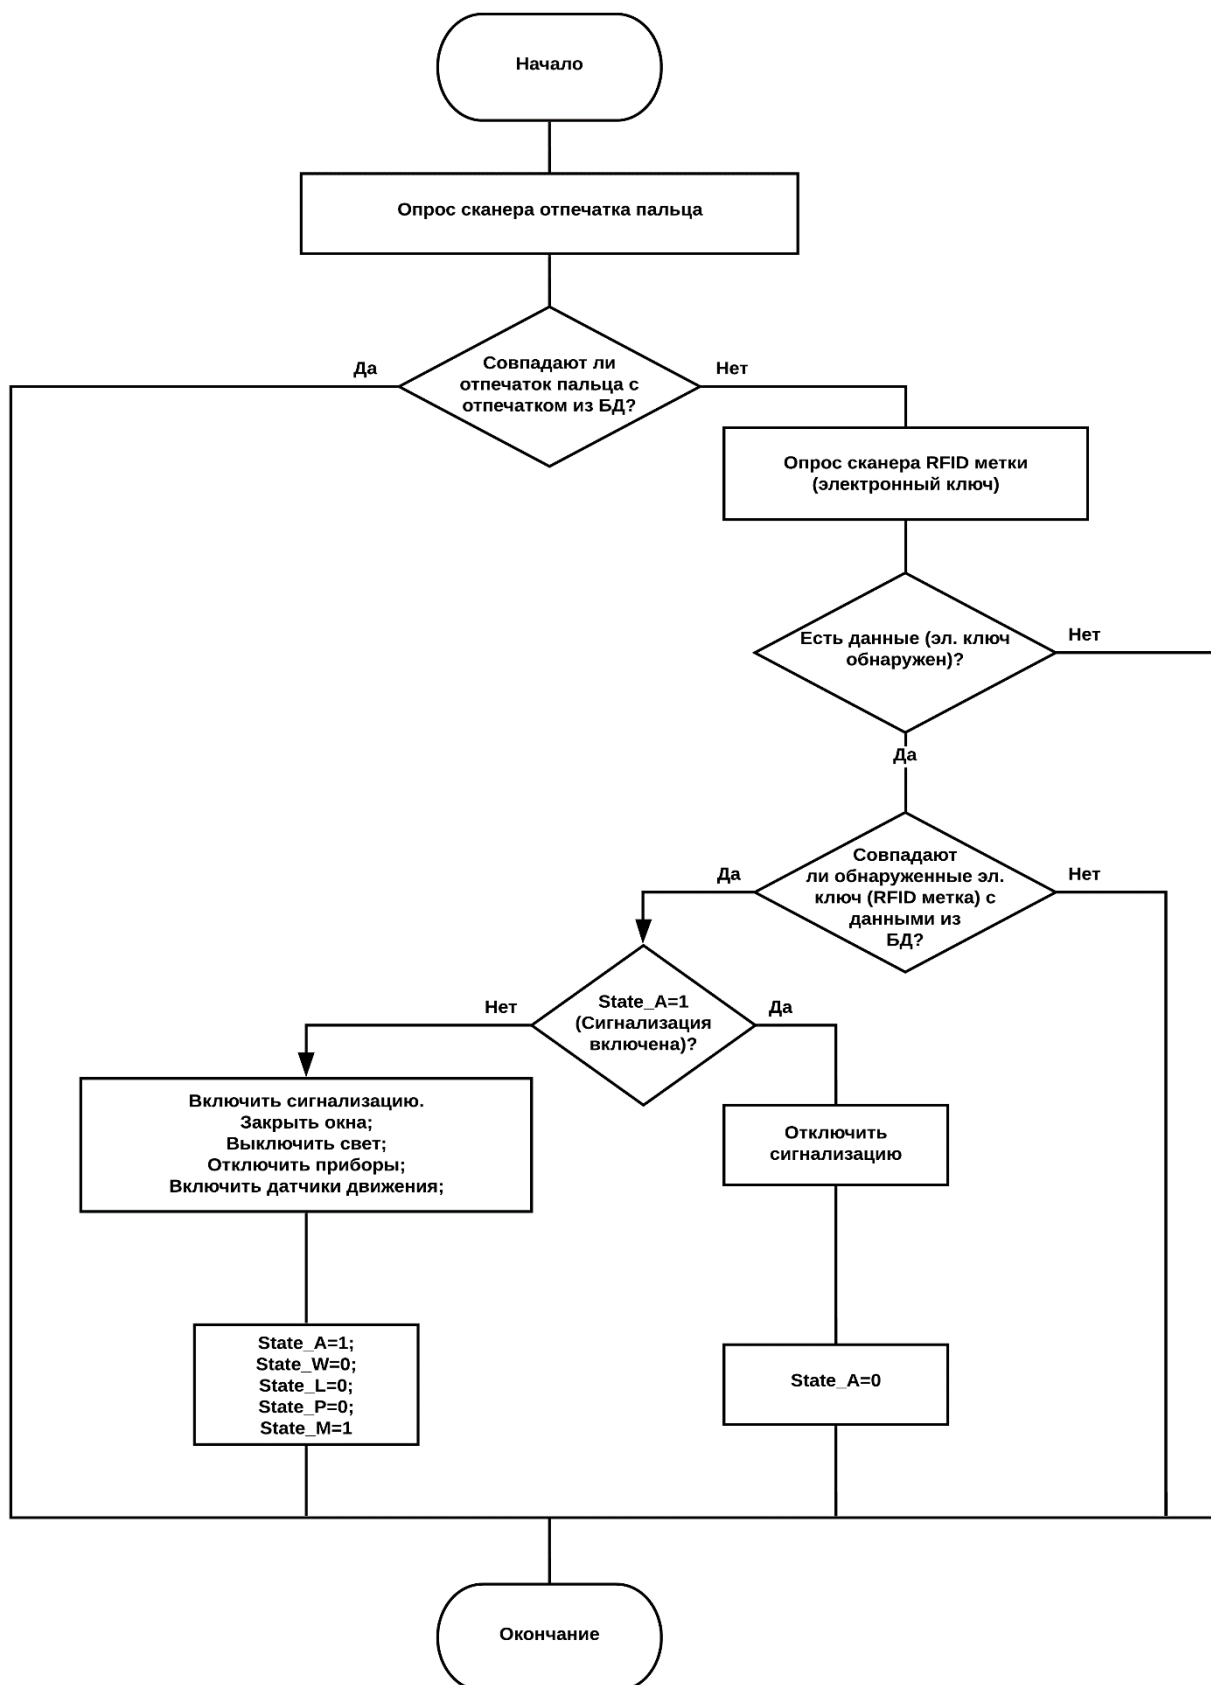 Начало
Опрос сканера отпечатка пальца
Да
Совпадают ли
отпечаток пальца с
отпечатком из БД?
Нет
Опрос сканера RFID метки
(электронный ключ)
Есть данные (эл. ключ
обнаружен)?
Нет
Да
Да
Совпадают
ли обнаруженные эл.
ключ (RFID метка) с
данными из
БД?
Нет
Нет
State_A=1
(Сигнализация
включена)?
Да
Включить сигнализацию.
Закрыть окна;
Выключить свет;
Отключить приборы;
Включить датчики движения;
Отключить
сигнализацию
State_A=1;
State_W=0;
State_L=0;
State_P=0;
State_M=1
State_A=0
Окончание